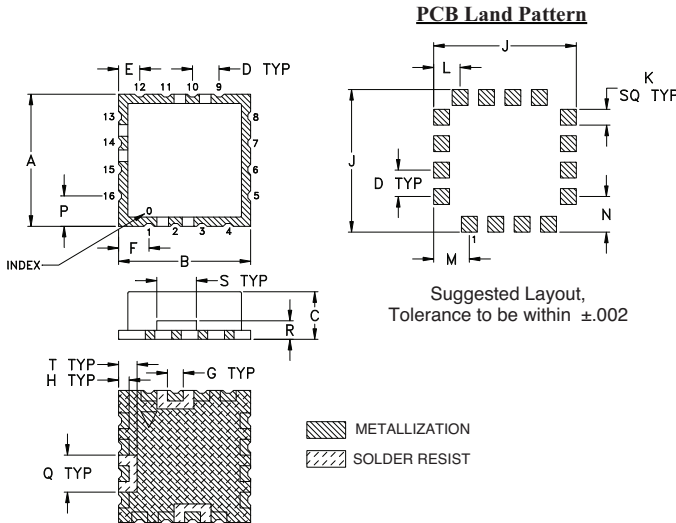 PCB Land Pattern
E
D TYP
12 11 10 9
13
14
15
16
8
7
6
5
A
P
0
1 2 3 4
F
INDEX
B
J
L
K
SQ TYP
J
D TYP
N
1
M
Suggested Layout,
Tolerance to be within ±.002
S TYP
C
R
T TYP
H TYP
G TYP
Q TYP
METALLIZATION
SOLDER RESIST